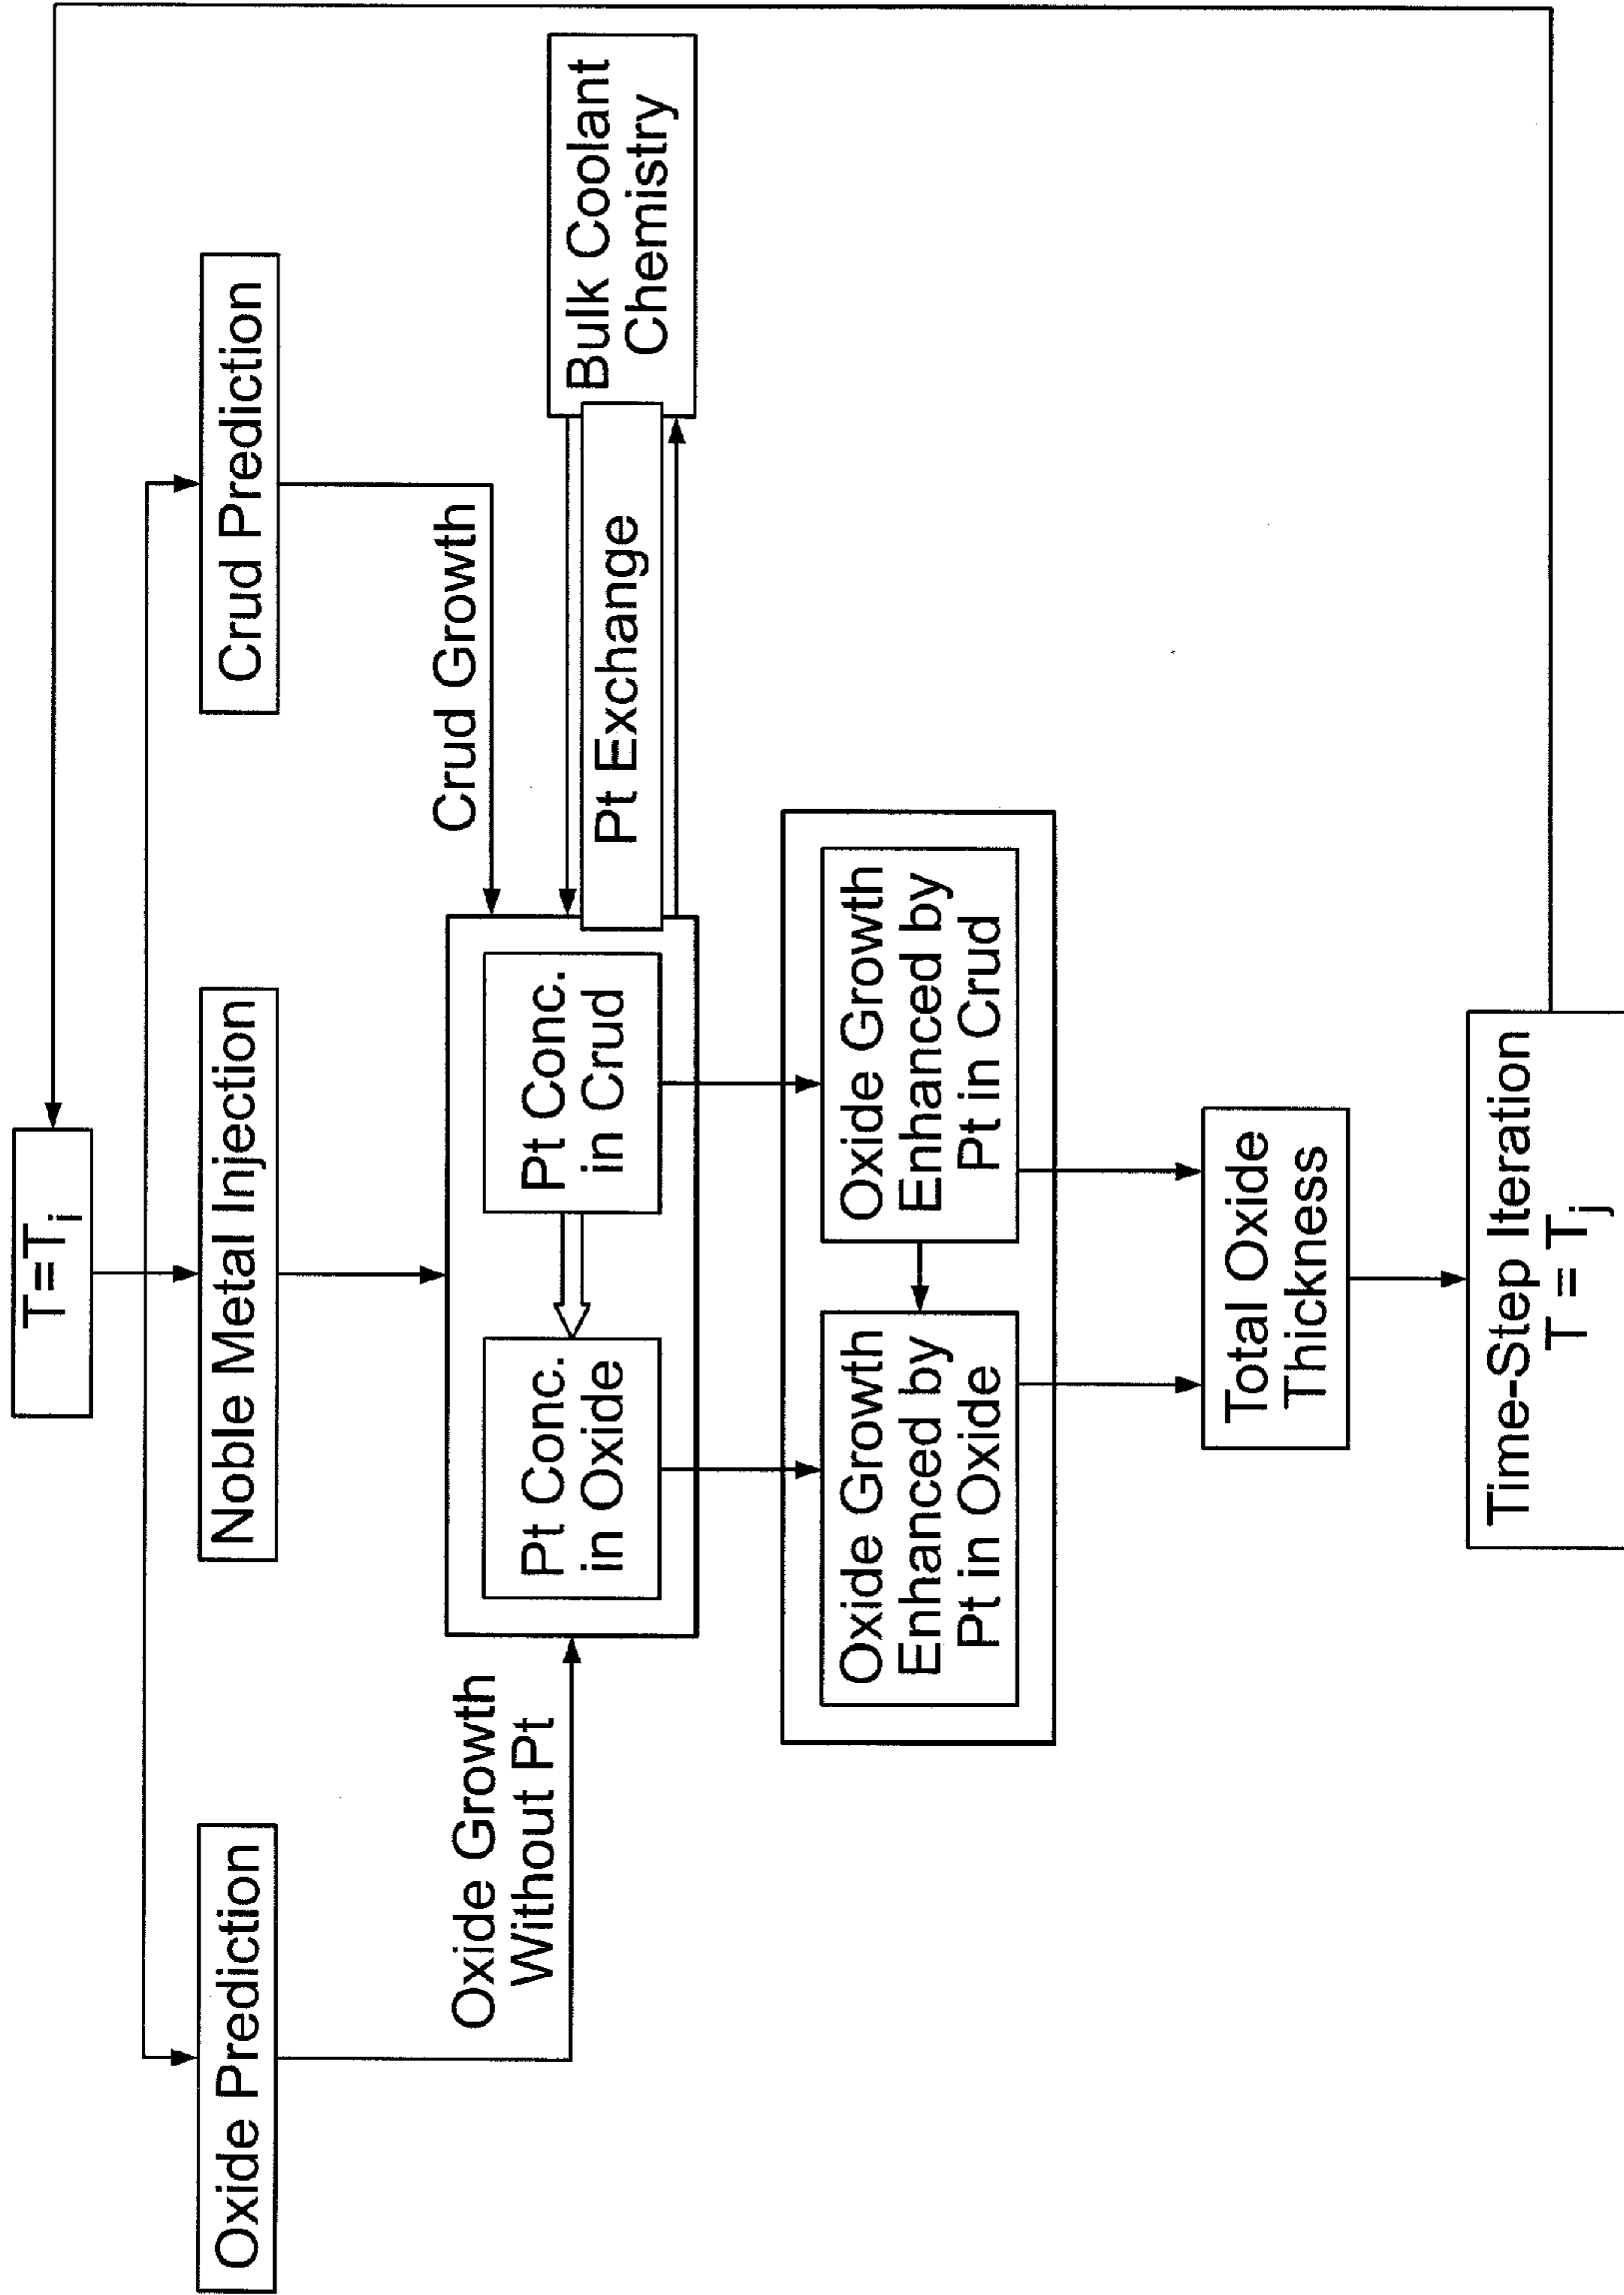 T=Tᵢ
Oxide Prediction
Noble Metal Injection
Crud Prediction
Oxide Growth
Without Pt
Crud Growth
Pt Conc.
in Oxide
Pt Conc.
in Crud
Pt Exchange
Bulk Coolant
Chemistry
Oxide Growth
Enhanced by
Pt in Oxide
Oxide Growth
Enhanced by
Pt in Crud
Total Oxide
Thickness
Time-Step Iteration
T = Tⱼ